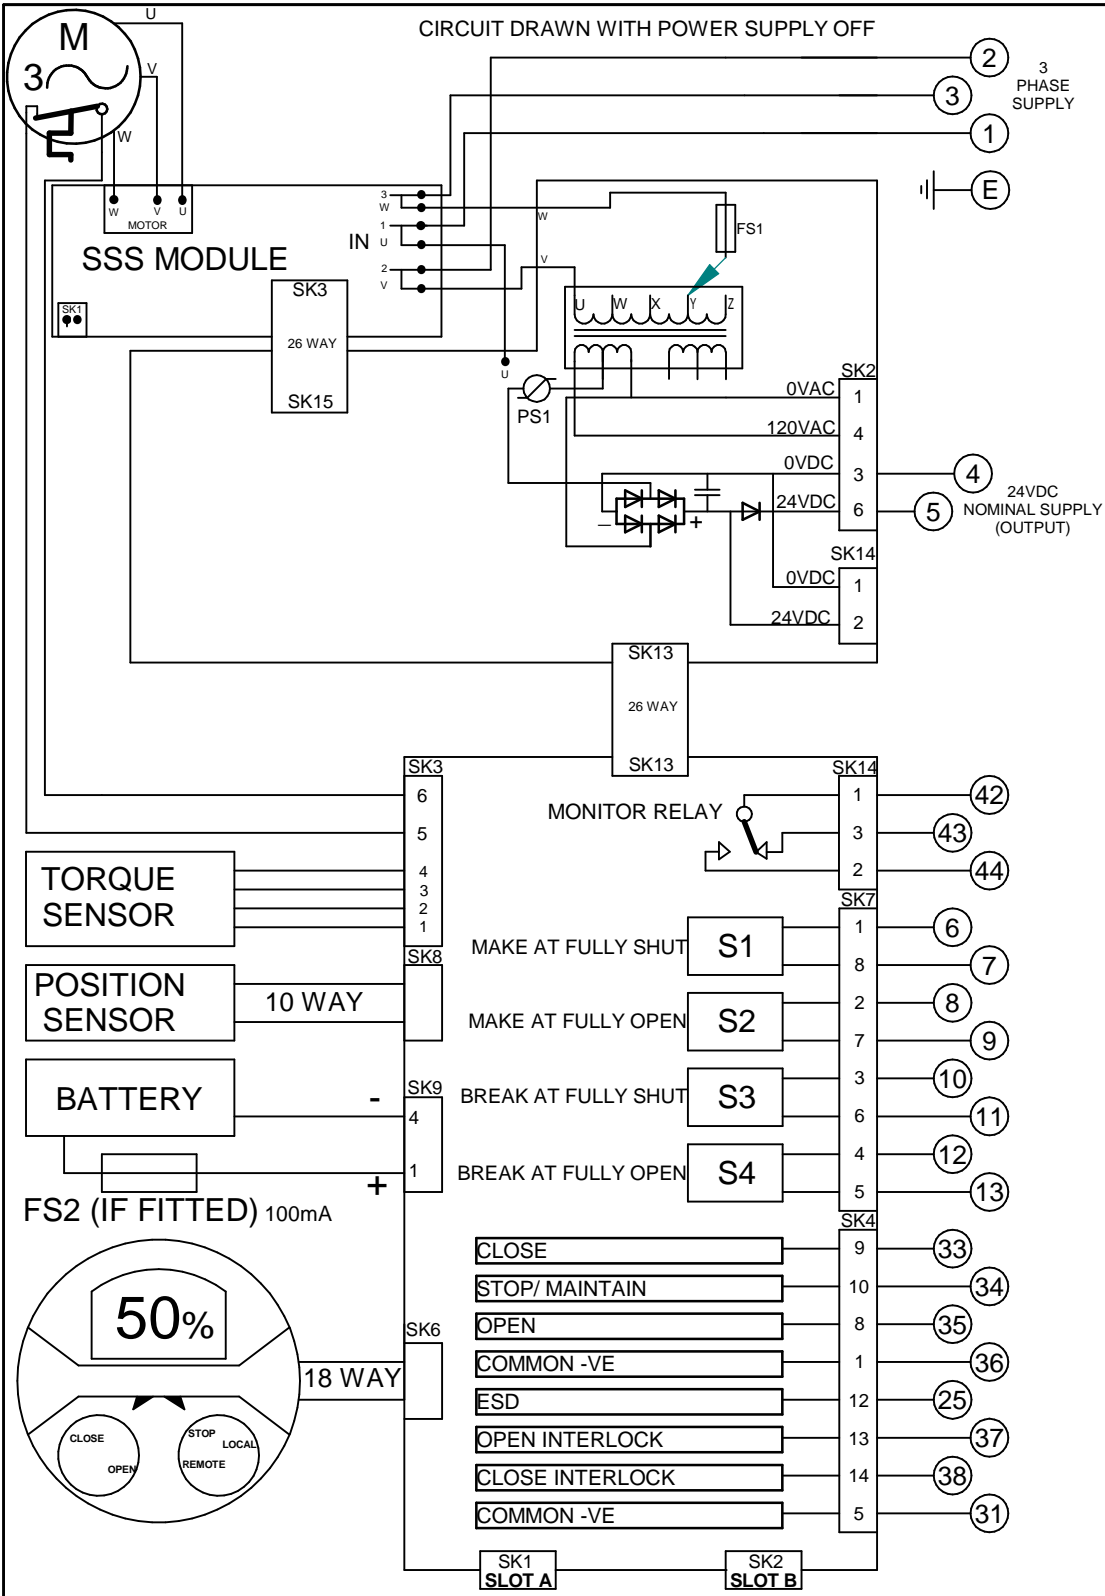 CIRCUIT DRAWN WITH POWER SUPPLY OFF
U
M
3
V
W
2
3
1
E
3
PHASE
SUPPLY
W
V
U
MOTOR
SSS MODULE
SK1
IN
3
W
1
U
2
V
W
V
U
FS1
U
W
X
Y
Z
SK3
26 WAY
SK15
PS1
SK2
0VAC
1
120VAC
4
0VDC
3
4
24VDC
6
5
24VDC
NOMINAL SUPPLY
(OUTPUT)
–
+
SK14
0VDC
1
24VDC
2
SK13
26 WAY
SK13
SK3
6
5
4
3
2
1
TORQUE
SENSOR
SK8
POSITION
SENSOR
10 WAY
SK9
BATTERY
-
4
1
+
FS2 (IF FITTED) 100mA
50%
CLOSE
OPEN
STOP
LOCAL
REMOTE
SK6
18 WAY
SK14
MONITOR RELAY
1
42
3
43
2
44
SK7
MAKE AT FULLY SHUT
S1
1
6
8
7
MAKE AT FULLY OPEN
S2
2
8
7
9
BREAK AT FULLY SHUT
S3
3
10
6
11
BREAK AT FULLY OPEN
S4
4
12
5
13
SK4
CLOSE
9
33
STOP/ MAINTAIN
10
34
OPEN
8
35
COMMON -VE
1
36
ESD
12
25
OPEN INTERLOCK
13
37
CLOSE INTERLOCK
14
38
COMMON -VE
5
31
SK1
SLOT A
SK2
SLOT B